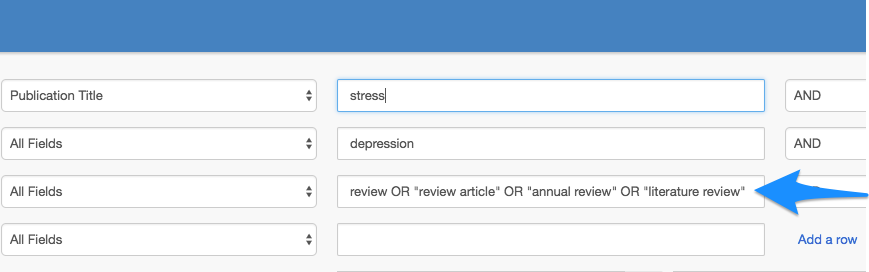 Publication Title stress AND
All Fields depression AND
All Fields review OR "review article" OR "annual review" OR "literature review"
All Fields Add a row